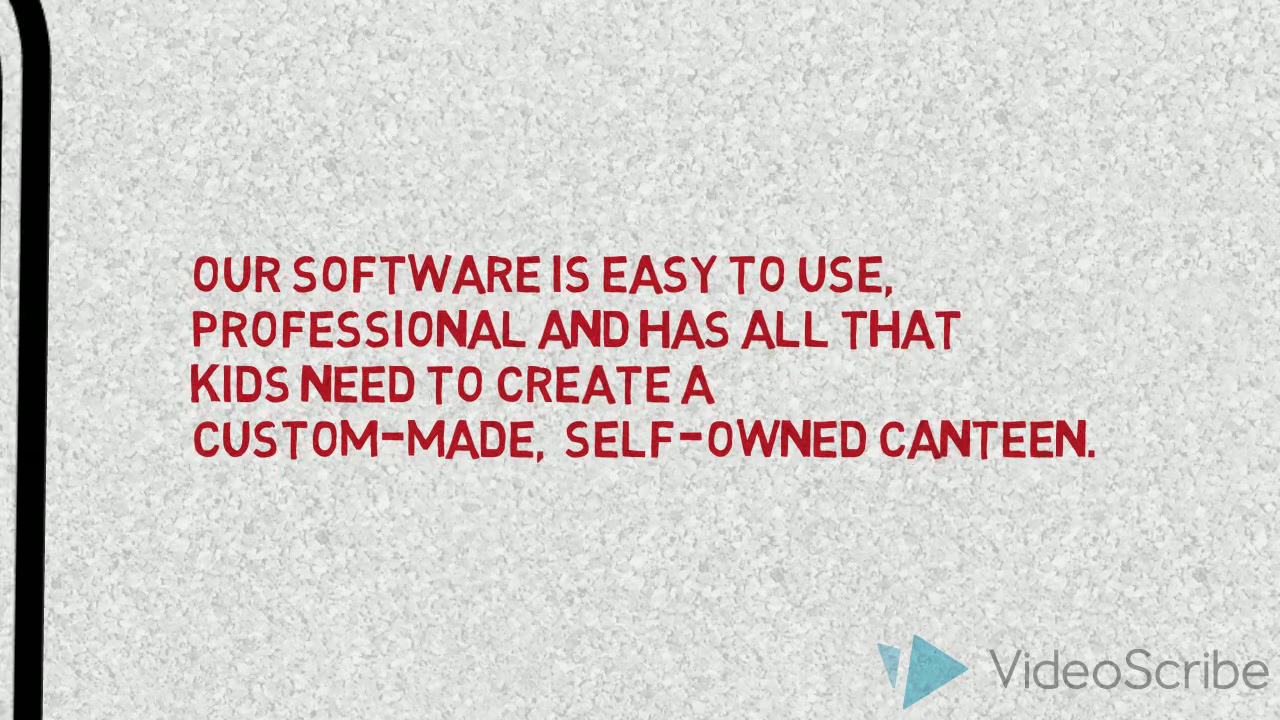 OUR SOFTWARE IS EASY TO USE,
PROFESSIONAL AND HAS ALL THAT
KIDS NEED TO CREATE A
CUSTOM-MADE, SELF-OWNED CANTEEN.
VideoScribe